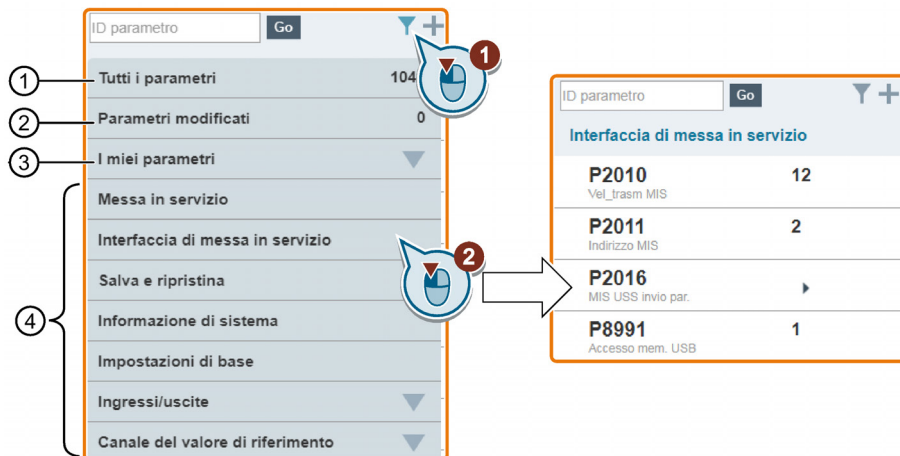 ID parametro Go
1
① Tutti i parametri 104
② Parametri modificati 0
③ I miei parametri
④
Messa in servizio
Interfaccia di messa in servizio
2
Salva e ripristina
Informazione di sistema
Impostazioni di base
Ingressi/uscite
Canale del valore di riferimento
ID parametro Go
Interfaccia di messa in servizio
P2010 12
Vel_trasm MIS
P2011 2
Indirizzo MIS
P2016
MIS USS invio par.
P8991 1
Accesso mem. USB